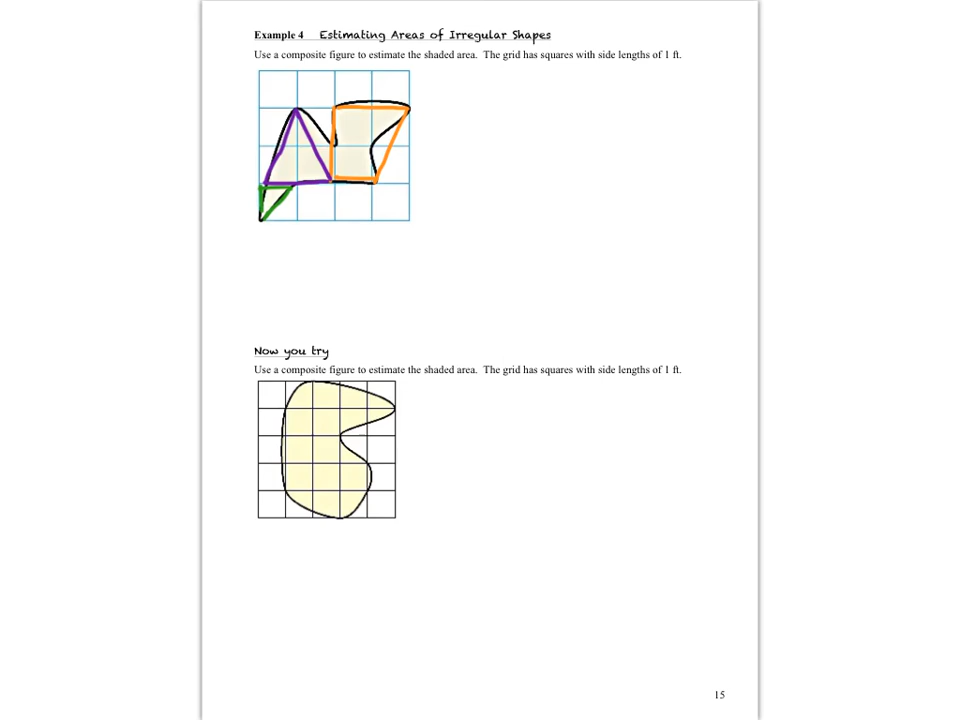 Example 4 Estimating Areas of Irregular Shapes
Use a composite figure to estimate the shaded area. The grid has squares with side lengths of 1 ft.
Now you try
Use a composite figure to estimate the shaded area. The grid has squares with side lengths of 1 ft.
15